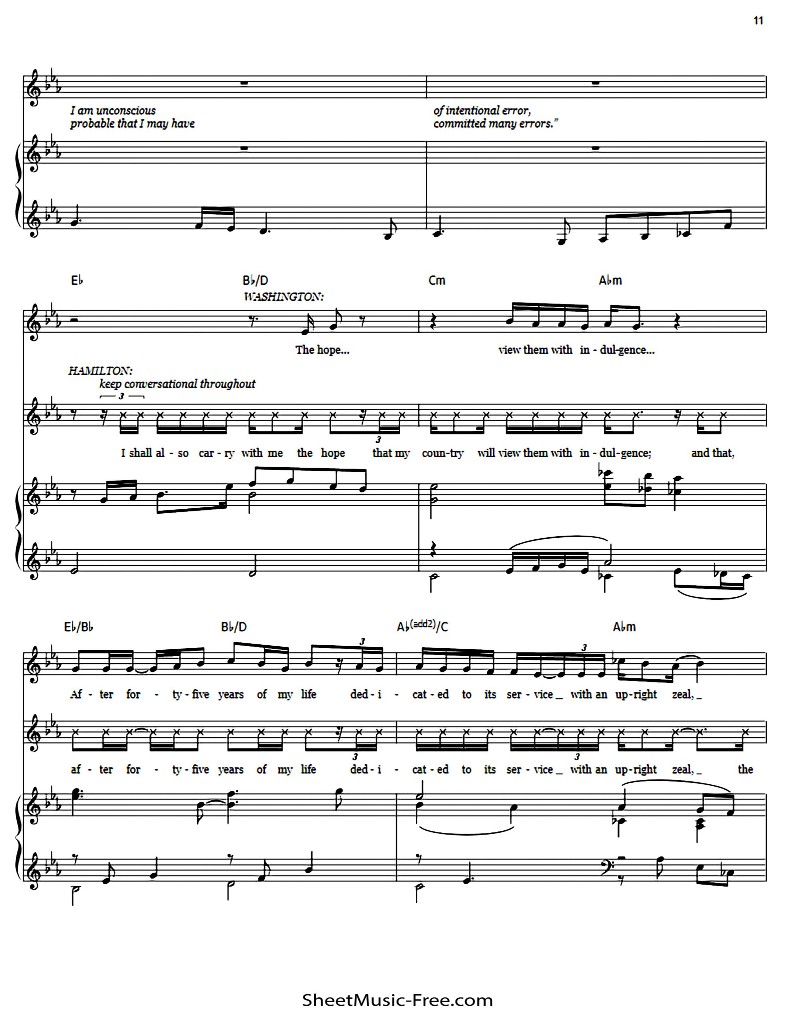 11
I am unconscious of intentional error,
probable that I may have committed many errors."
E♭ B♭/D Cm A♭m
WASHINGTON:
The hope... view them with in - dul-gence...
HAMILTON:
keep conversational throughout
3
3
I shall al - so car - ry with me the hope that my coun-try will view them with in - dul-gence; and that,
E♭/B♭ B♭/D A♭(add2)/C A♭m
3 3 3
Af - ter for - ty-five years of my life ded - i - cat - ed to its ser - vice _ with an up-right zeal, _
3 3 3
af - ter for - ty-five years of my life ded - i - cat - ed to its ser - vice _ with an up-right zeal, _ the
SheetMusic-Free.com